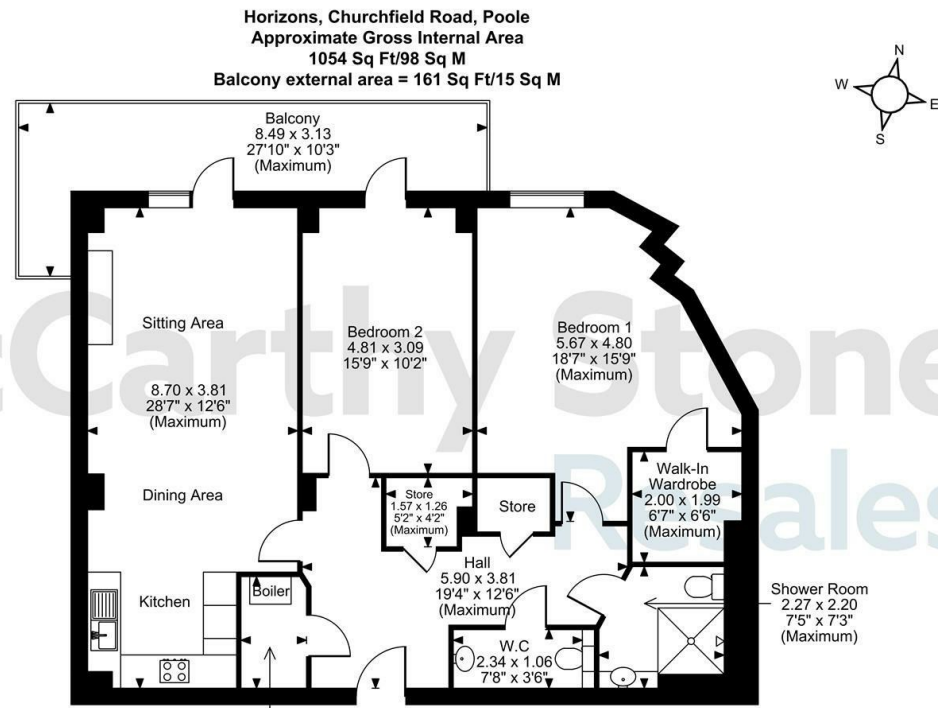 Horizons, Churchfield Road, Poole
Approximate Gross Internal Area
1054 Sq Ft/98 Sq M
Balcony external area = 161 Sq Ft/15 Sq M
N
W
E
S
Balcony
8.49 x 3.13
27'10" x 10'3"
(Maximum)
Sitting Area
8.70 x 3.81
28'7" x 12'6"
(Maximum)
Dining Area
Kitchen
Bedroom 2
4.81 x 3.09
15'9" x 10'2"
Bedroom 1
5.67 x 4.80
18'7" x 15'9"
(Maximum)
Walk-In
Wardrobe
2.00 x 1.99
6'7" x 6'6"
(Maximum)
Store
1.57 x 1.26
5'2" x 4'2"
(Maximum)
Store
Hall
5.90 x 3.81
19'4" x 12'6"
(Maximum)
Boiler
W.C
2.34 x 1.06
7'8" x 3'6"
Shower Room
2.27 x 2.20
7'5" x 7'3"
(Maximum)
cCarthy Stone
Resales